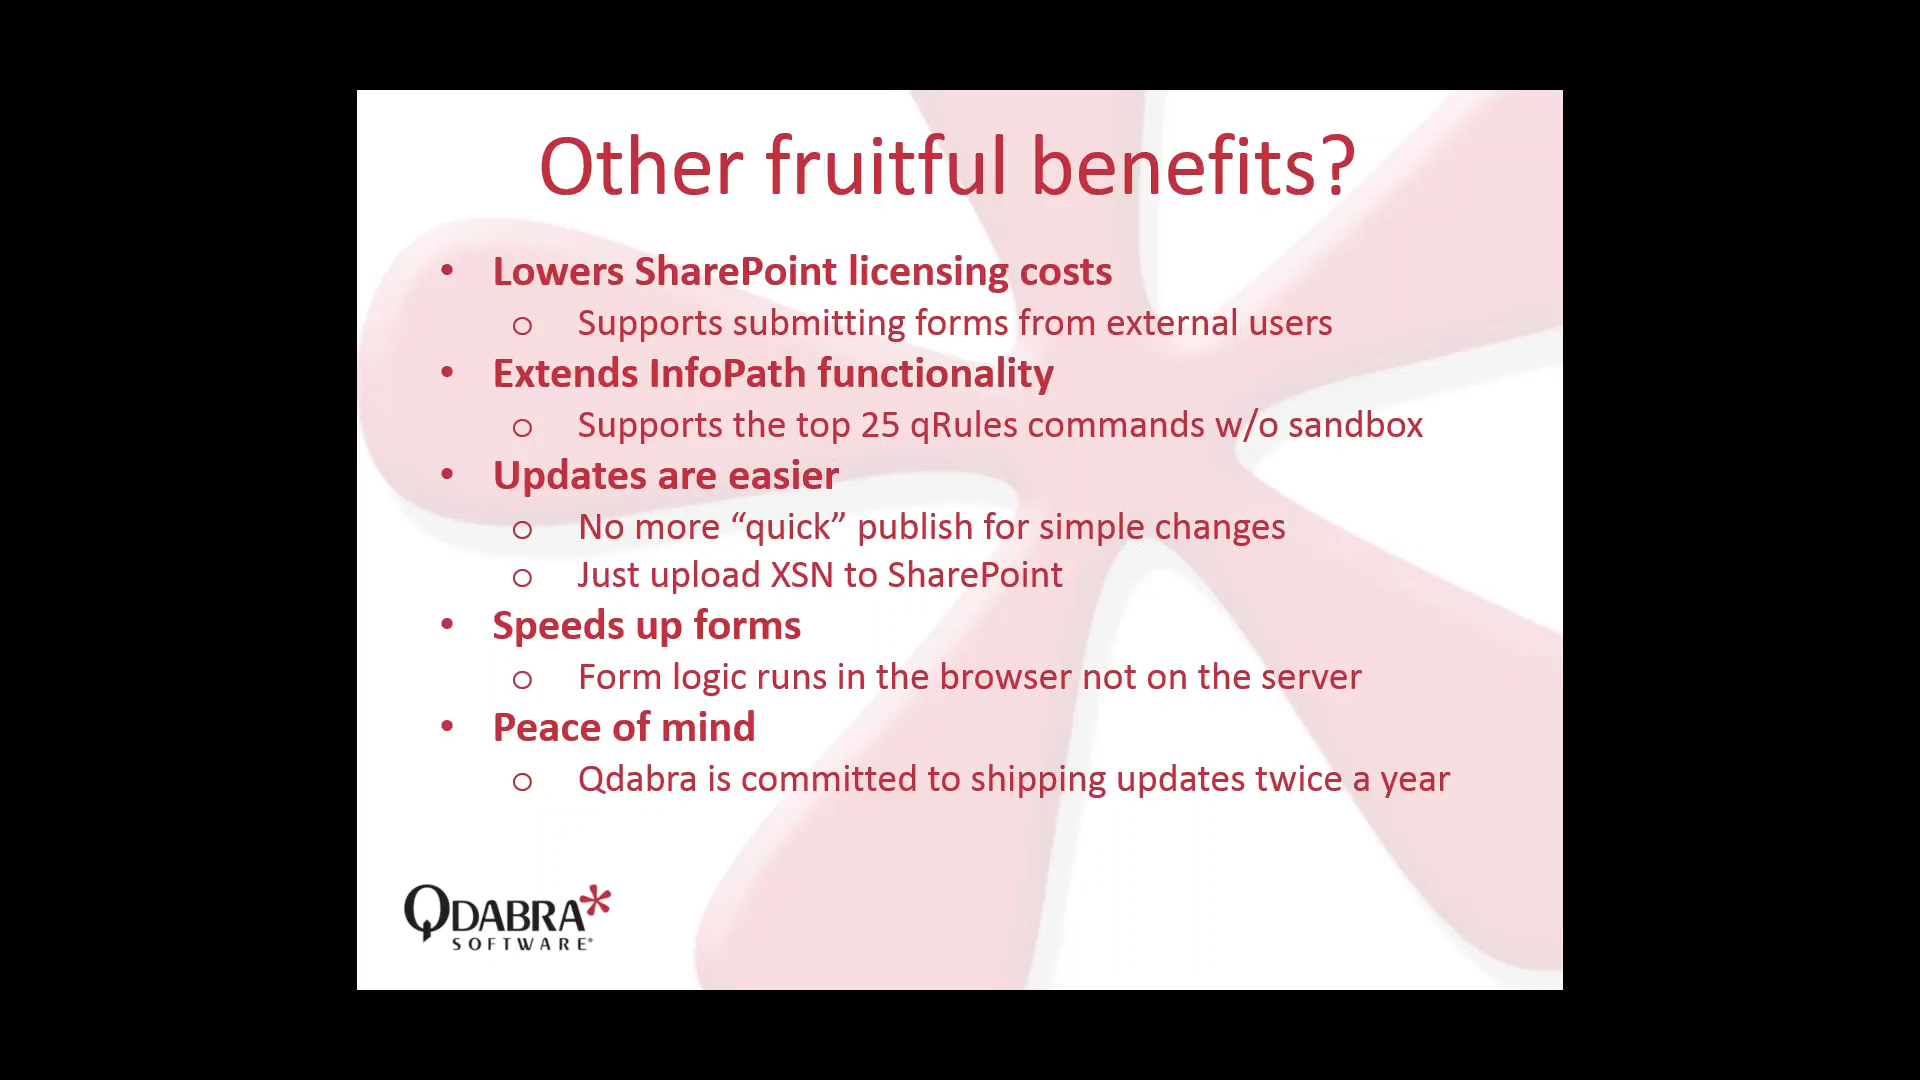 Other fruitful benefits?
• Lowers SharePoint licensing costs
o Supports submitting forms from external users
• Extends InfoPath functionality
o Supports the top 25 qRules commands w/o sandbox
• Updates are easier
o No more “quick” publish for simple changes
o Just upload XSN to SharePoint
• Speeds up forms
o Form logic runs in the browser not on the server
• Peace of mind
o Qdabra is committed to shipping updates twice a year
QDABRA*
SOFTWARE®